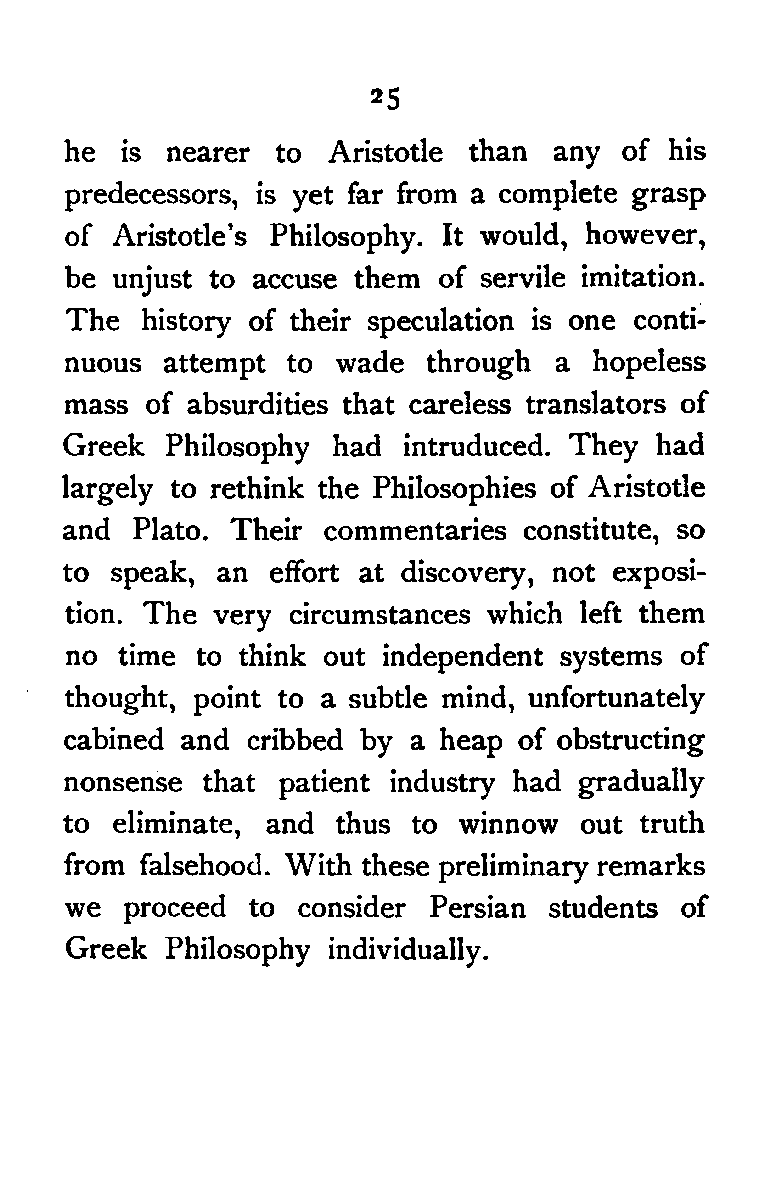 25
he is nearer to Aristotle than any of his
predecessors, is yet far from a complete grasp
of Aristotle's Philosophy. It would, however,
be unjust to accuse them of servile imitation.
The history of their speculation is one conti-
nuous attempt to wade through a hopeless
mass of absurdities that careless translators of
Greek Philosophy had intruduced. They had
largely to rethink the Philosophies of Aristotle
and Plato. Their commentaries constitute, so
to speak, an effort at discovery, not exposi-
tion. The very circumstances which left them
no time to think out independent systems of
thought, point to a subtle mind, unfortunately
cabined and cribbed by a heap of obstructing
nonsense that patient industry had gradually
to eliminate, and thus to winnow out truth
from falsehood. With these preliminary remarks
we proceed to consider Persian students of
Greek Philosophy individually.